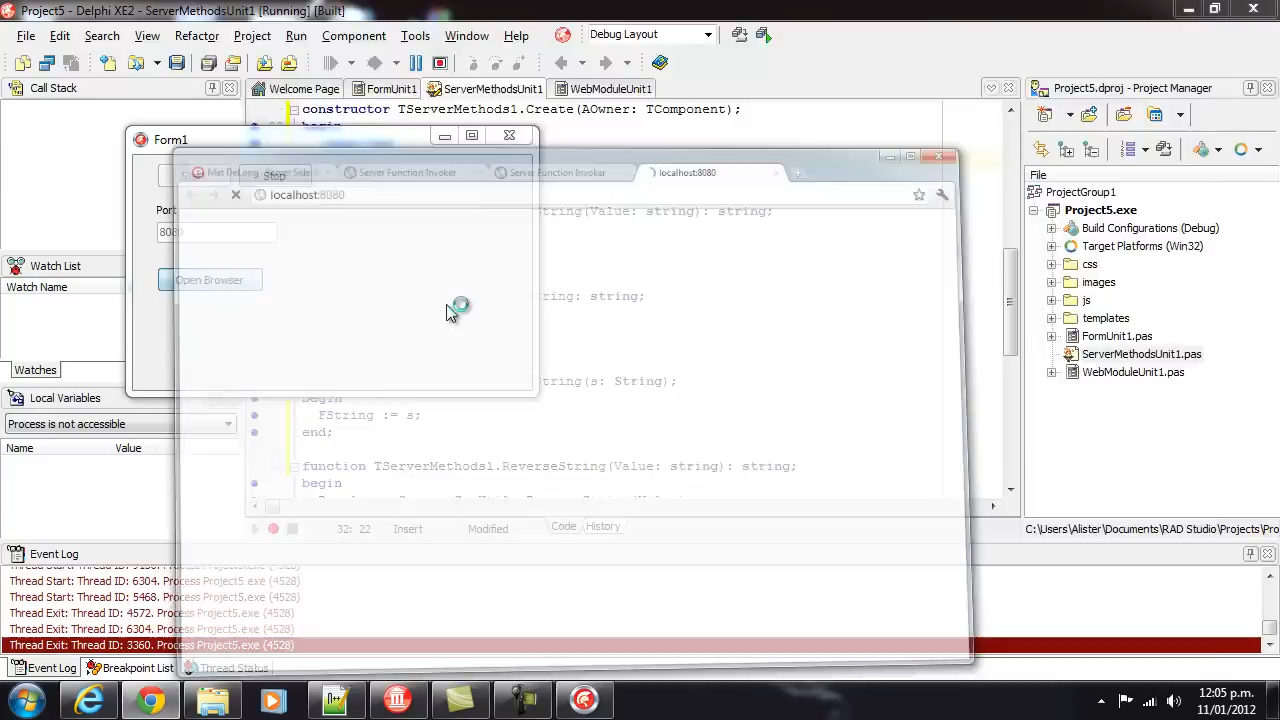 Project5 - Delphi XE2 - ServerMethodsUnit1 [Running] [Built]
File Edit Search View Refactor Project Run Component Tools Window Help Debug Layout
Call Stack
Welcome Page FormUnit1 ServerMethodsUnit1 WebModuleUnit1
Project5.dproj - Project Manager
constructor TServerMethods1.Create(AOwner: TComponent);
begin
Form1
Stop
Server Function Invoker
Server Function Invoker
localhost:8080
localhost:8080
Port
8080
Open Browser
String(Value: string): string;
ring: string;
String(s: String);
begin
FString := s;
end;
function TServerMethods1.ReverseString(Value: string): string;
begin
32: 22 Insert Modified Code History
Watch List
Watch Name
Watches
Local Variables
Process is not accessible
Name Value
File
ProjectGroup1
Project5.exe
Build Configurations (Debug)
Target Platforms (Win32)
css
images
js
templates
FormUnit1.pas
ServerMethodsUnit1.pas
WebModuleUnit1.pas
C:\Users\Alister\Documents\RAD Studio\Projects\Pro
Event Log
Thread Start: Thread ID: 6304. Process Project5.exe (4528)
Thread Start: Thread ID: 5468. Process Project5.exe (4528)
Thread Exit: Thread ID: 4572. Process Project5.exe (4528)
Thread Exit: Thread ID: 6304. Process Project5.exe (4528)
Thread Exit: Thread ID: 3360. Process Project5.exe (4528)
Event Log Breakpoint List Thread Status
12:05 p.m.
11/01/2012